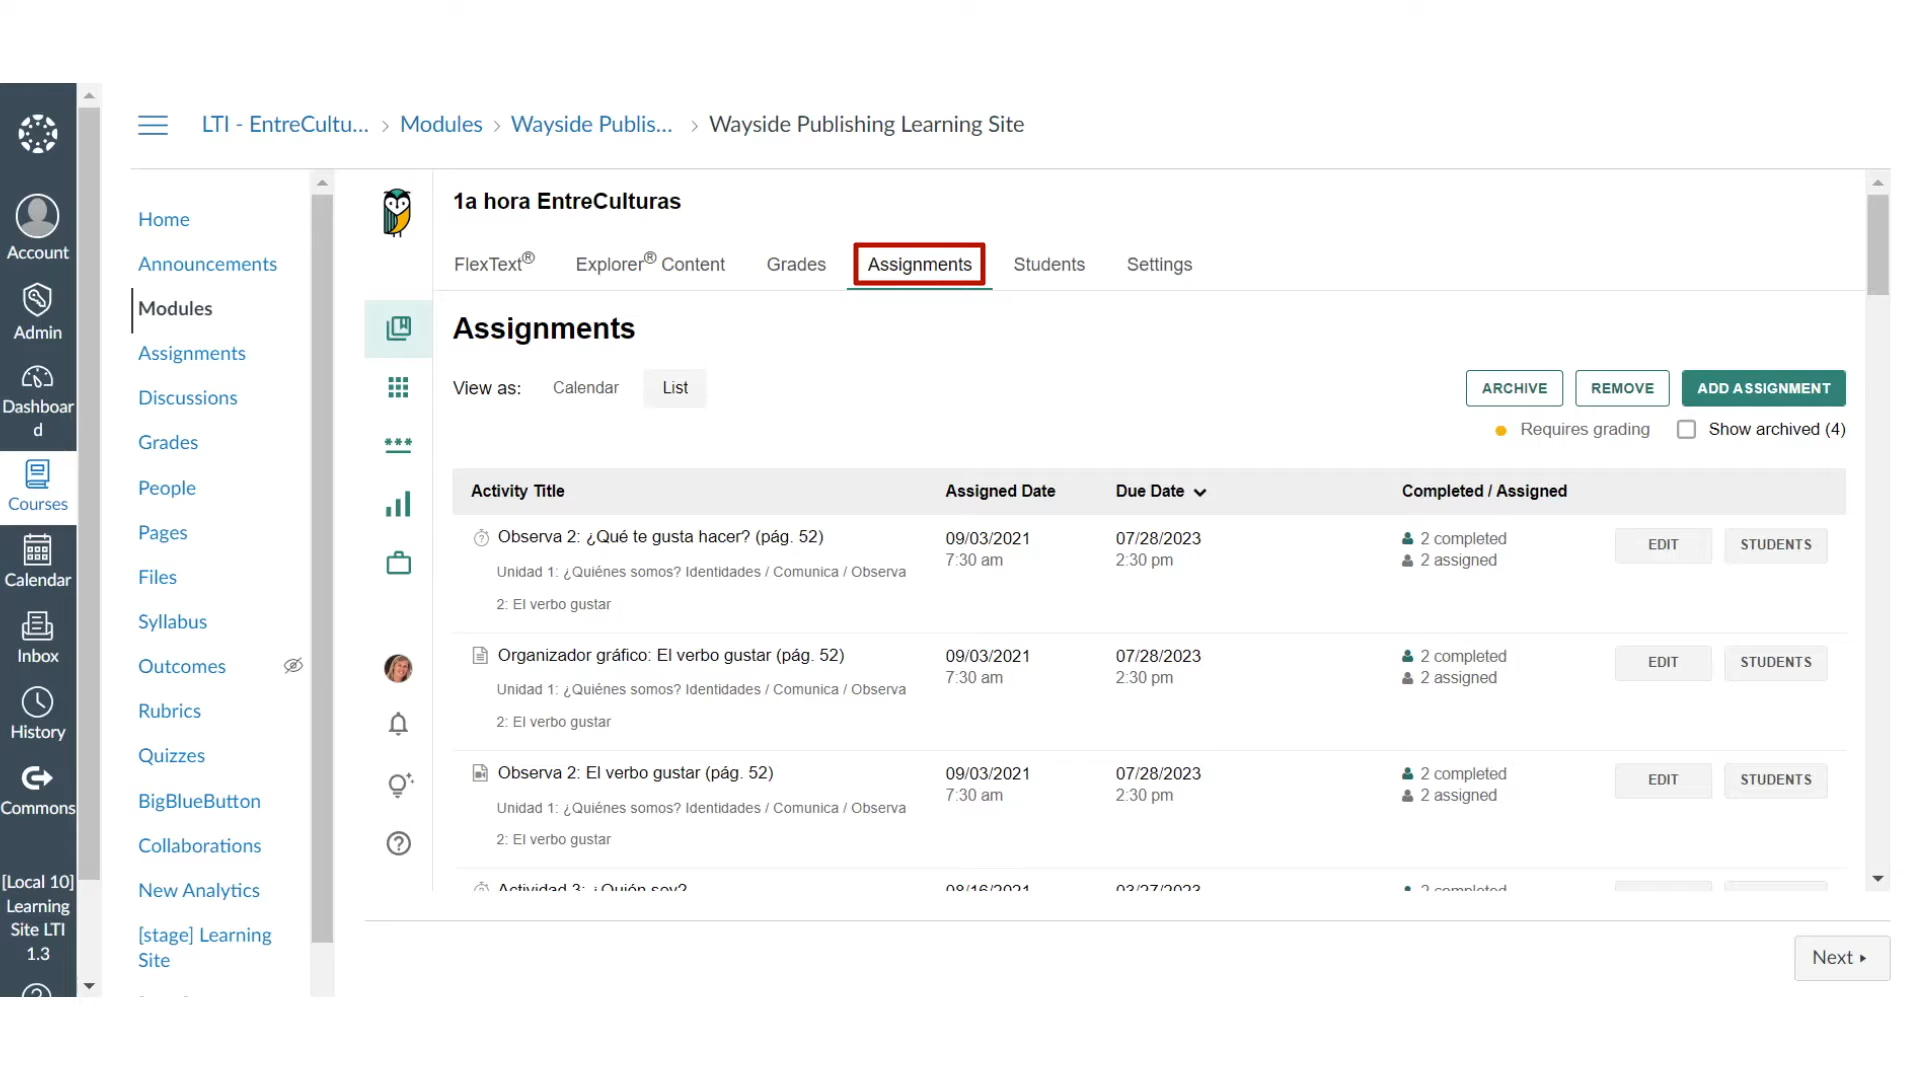 LTI - EntreCultu... > Modules > Wayside Publis... > Wayside Publishing Learning Site
Account
Admin
Dashboar
d
Courses
Calendar
Inbox
History
Commons
[Local 10]
Learning
Site LTI
1.3
Home
Announcements
Modules
Assignments
Discussions
Grades
People
Pages
Files
Syllabus
Outcomes
Rubrics
Quizzes
BigBlueButton
Collaborations
New Analytics
[stage] Learning
Site
1a hora EntreCulturas
FlexText® Explorer® Content Grades Assignments Students Settings
Assignments
View as: Calendar List
ARCHIVE REMOVE ADD ASSIGNMENT
Requires grading Show archived (4)
Activity Title Assigned Date Due Date Completed / Assigned
Observa 2: ¿Qué te gusta hacer? (pág. 52) 09/03/2021 07/28/2023 2 completed EDIT STUDENTS
7:30 am 2:30 pm 2 assigned
Unidad 1: ¿Quiénes somos? Identidades / Comunica / Observa
2: El verbo gustar
Organizador gráfico: El verbo gustar (pág. 52) 09/03/2021 07/28/2023 2 completed EDIT STUDENTS
7:30 am 2:30 pm 2 assigned
Unidad 1: ¿Quiénes somos? Identidades / Comunica / Observa
2: El verbo gustar
Observa 2: El verbo gustar (pág. 52) 09/03/2021 07/28/2023 2 completed EDIT STUDENTS
7:30 am 2:30 pm 2 assigned
Unidad 1: ¿Quiénes somos? Identidades / Comunica / Observa
2: El verbo gustar
Actividad 3: ¿Quién soy? 08/16/2021 03/27/2023 2 completed
Next